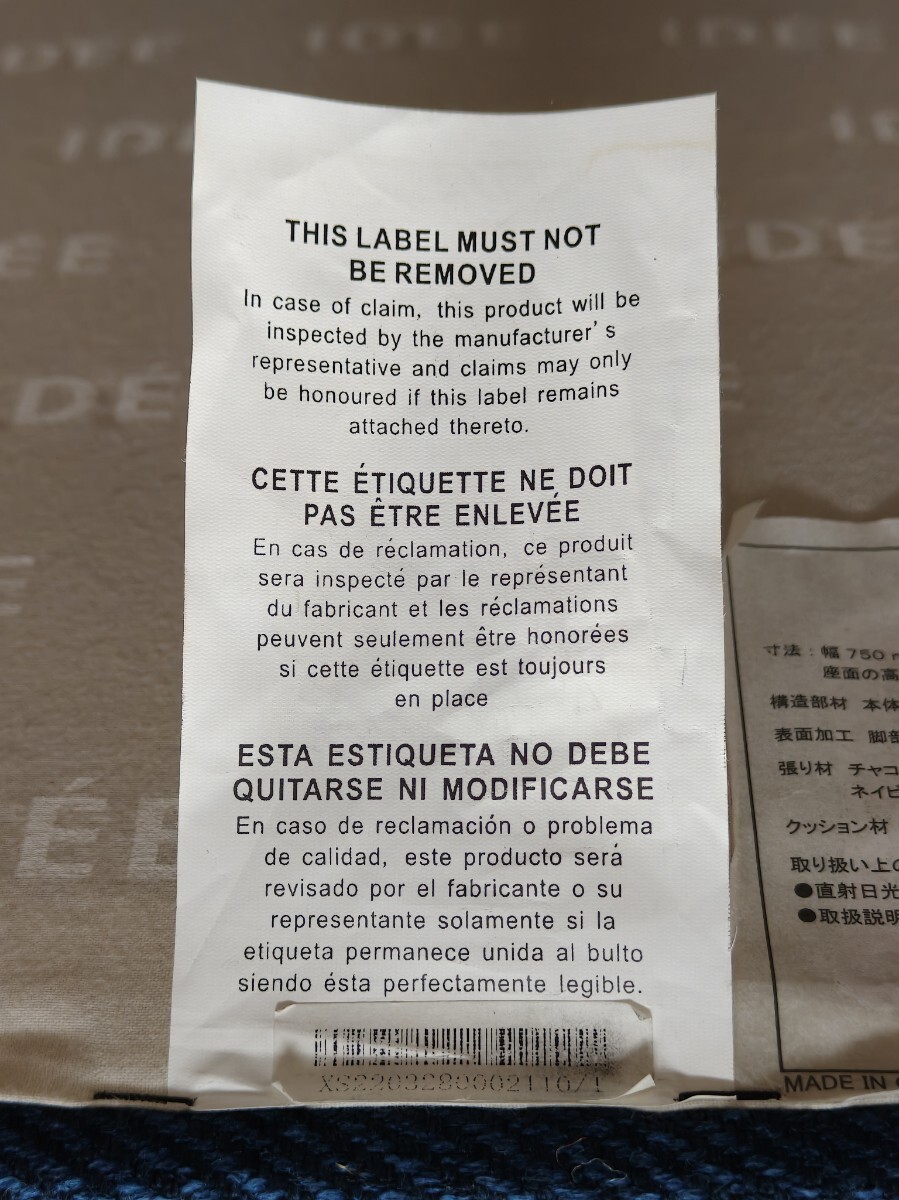 IDÉE
IDÉE
THIS LABEL MUST NOT
BE REMOVED
In case of claim, this product will be
inspected by the manufacturer's
representative and claims may only
be honoured if this label remains
attached thereto.
CETTE ÉTIQUETTE NE DOIT
PAS ÊTRE ENLEVÉE
En cas de réclamation, ce produit
sera inspecté par le représentant
du fabricant et les réclamations
peuvent seulement être honorées
si cette étiquette est toujours
en place
ESTA ESTIQUETA NO DEBE
QUITARSE NI MODIFICARSE
En caso de reclamación o problema
de calidad, este producto será
revisado por el fabricante o su
representante solamente si la
etiqueta permanece unida al bulto
siendo ésta perfectamente legible.
XS2203280002116/1
寸法：幅 750
座面の高
構造部材 本体
表面加工 脚部
張り材 チャコ
ネイビ
クッション材
取り扱い上の
●直射日光
●取扱説明
MADE IN